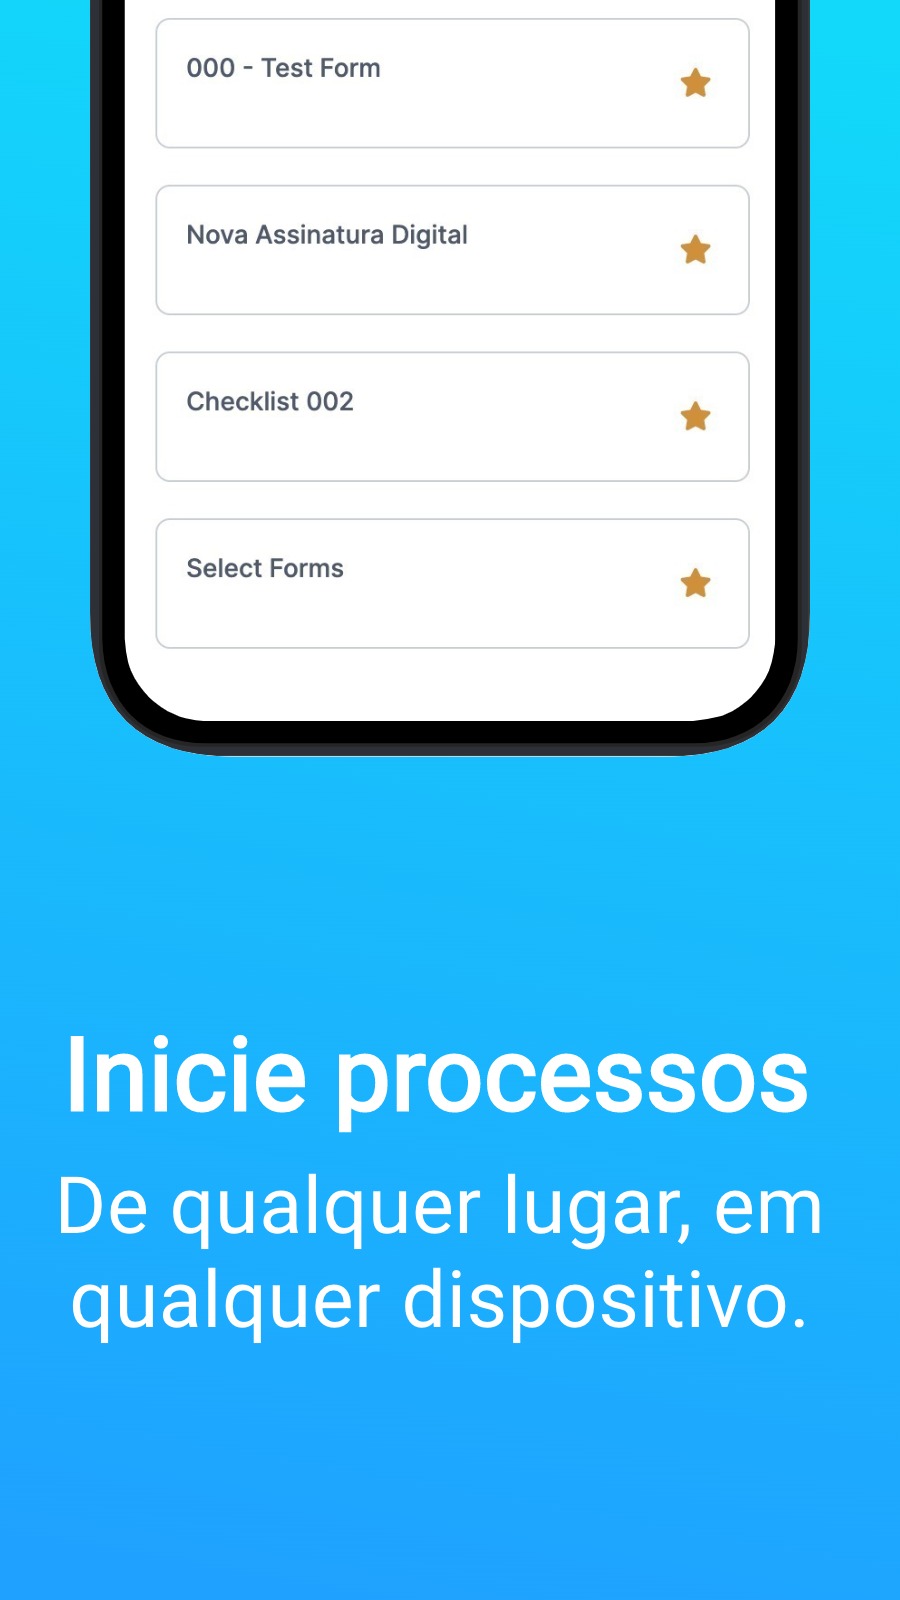 000 - Test Form
Nova Assinatura Digital
Checklist 002
Select Forms
Inicie processos
De qualquer lugar, em
qualquer dispositivo.